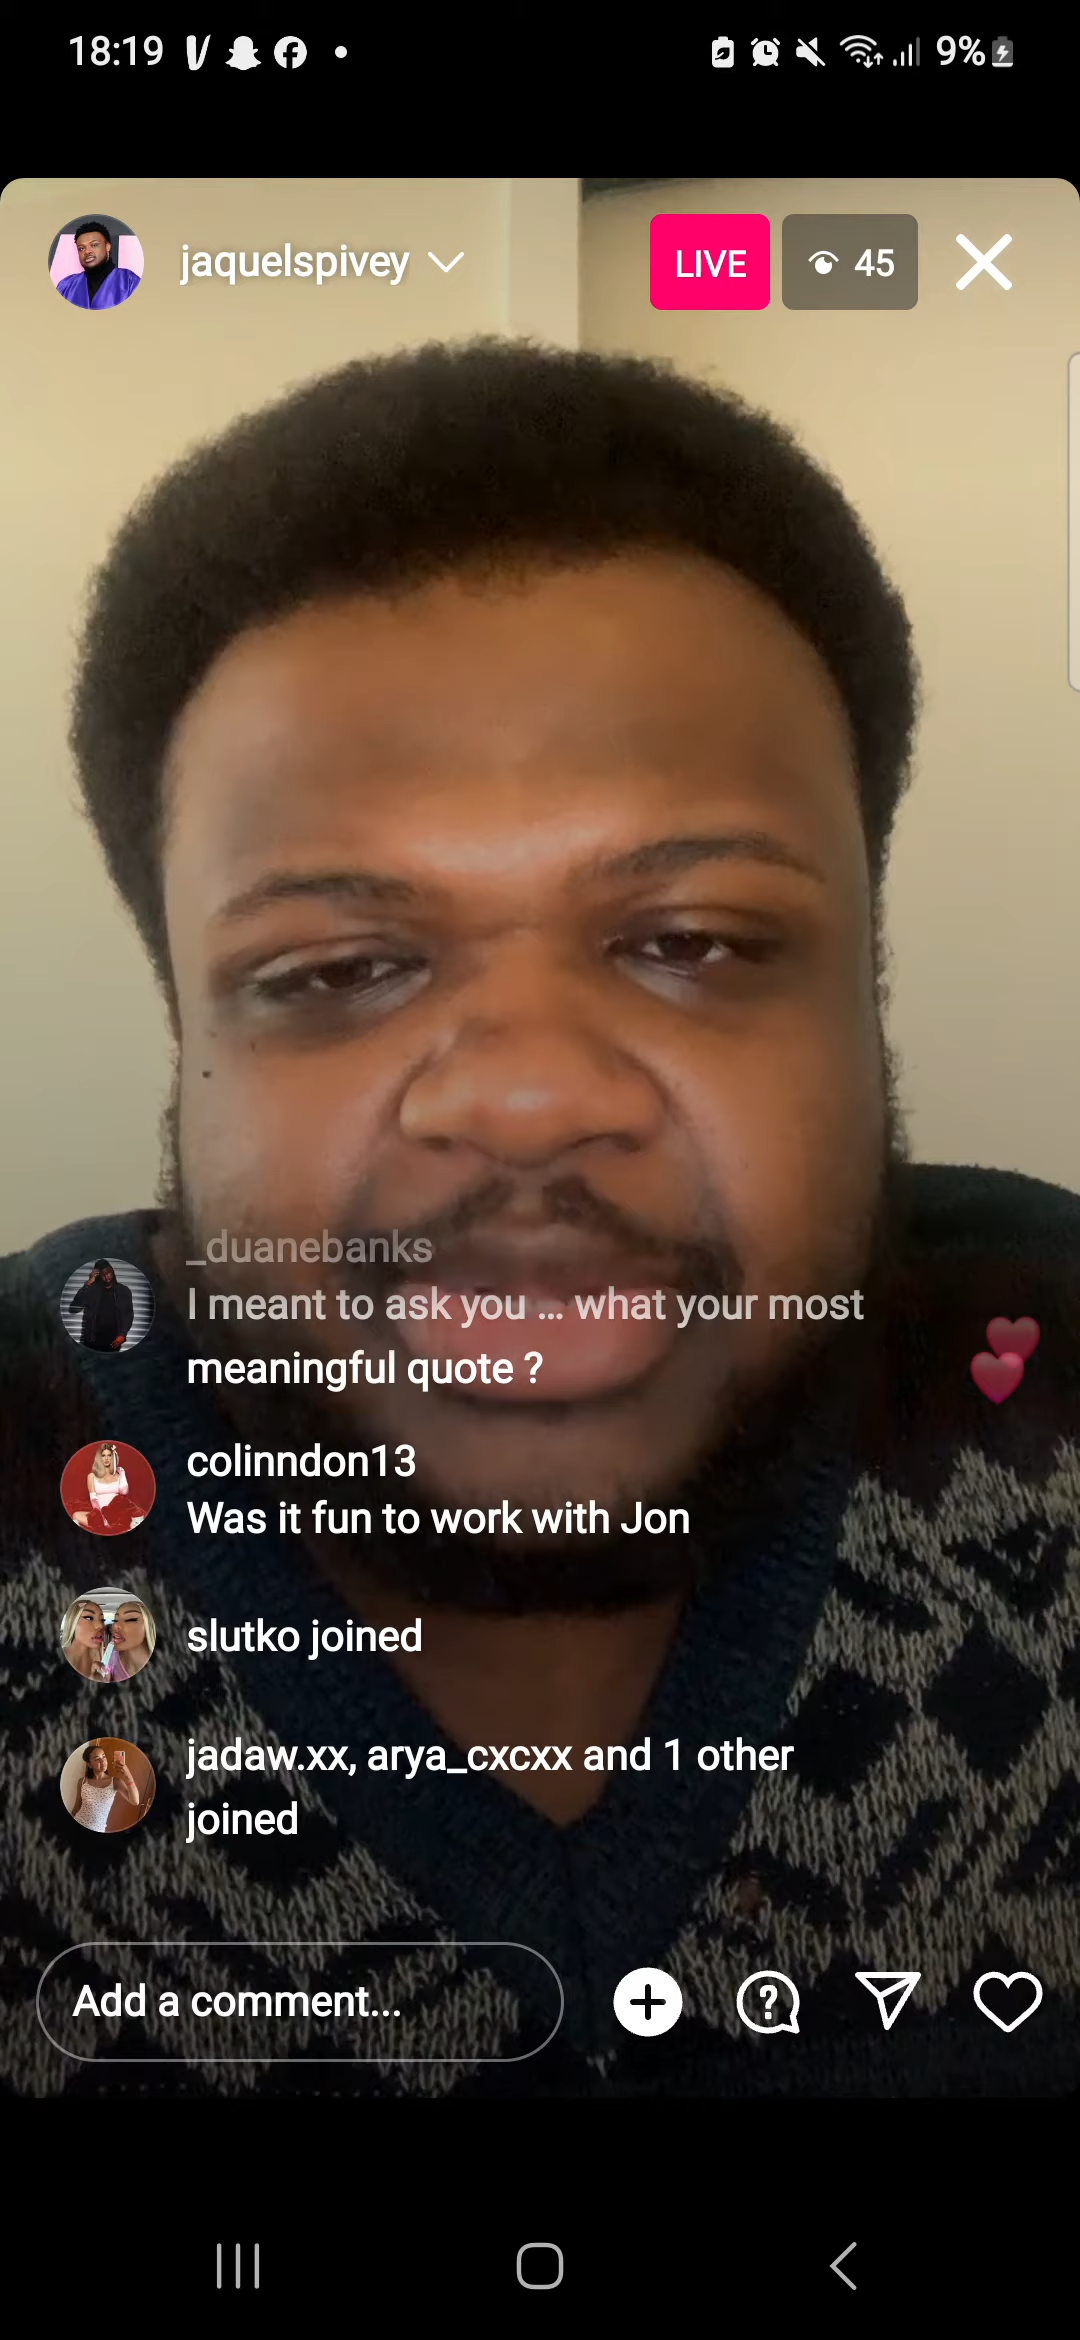 18:19
9%
jaquelspivey
LIVE
45
_duanebanks
I meant to ask you ... what your most
meaningful quote ?
colinndon13
Was it fun to work with Jon
slutko joined
jadaw.xx, arya_cxcxx and 1 other
joined
Add a comment...